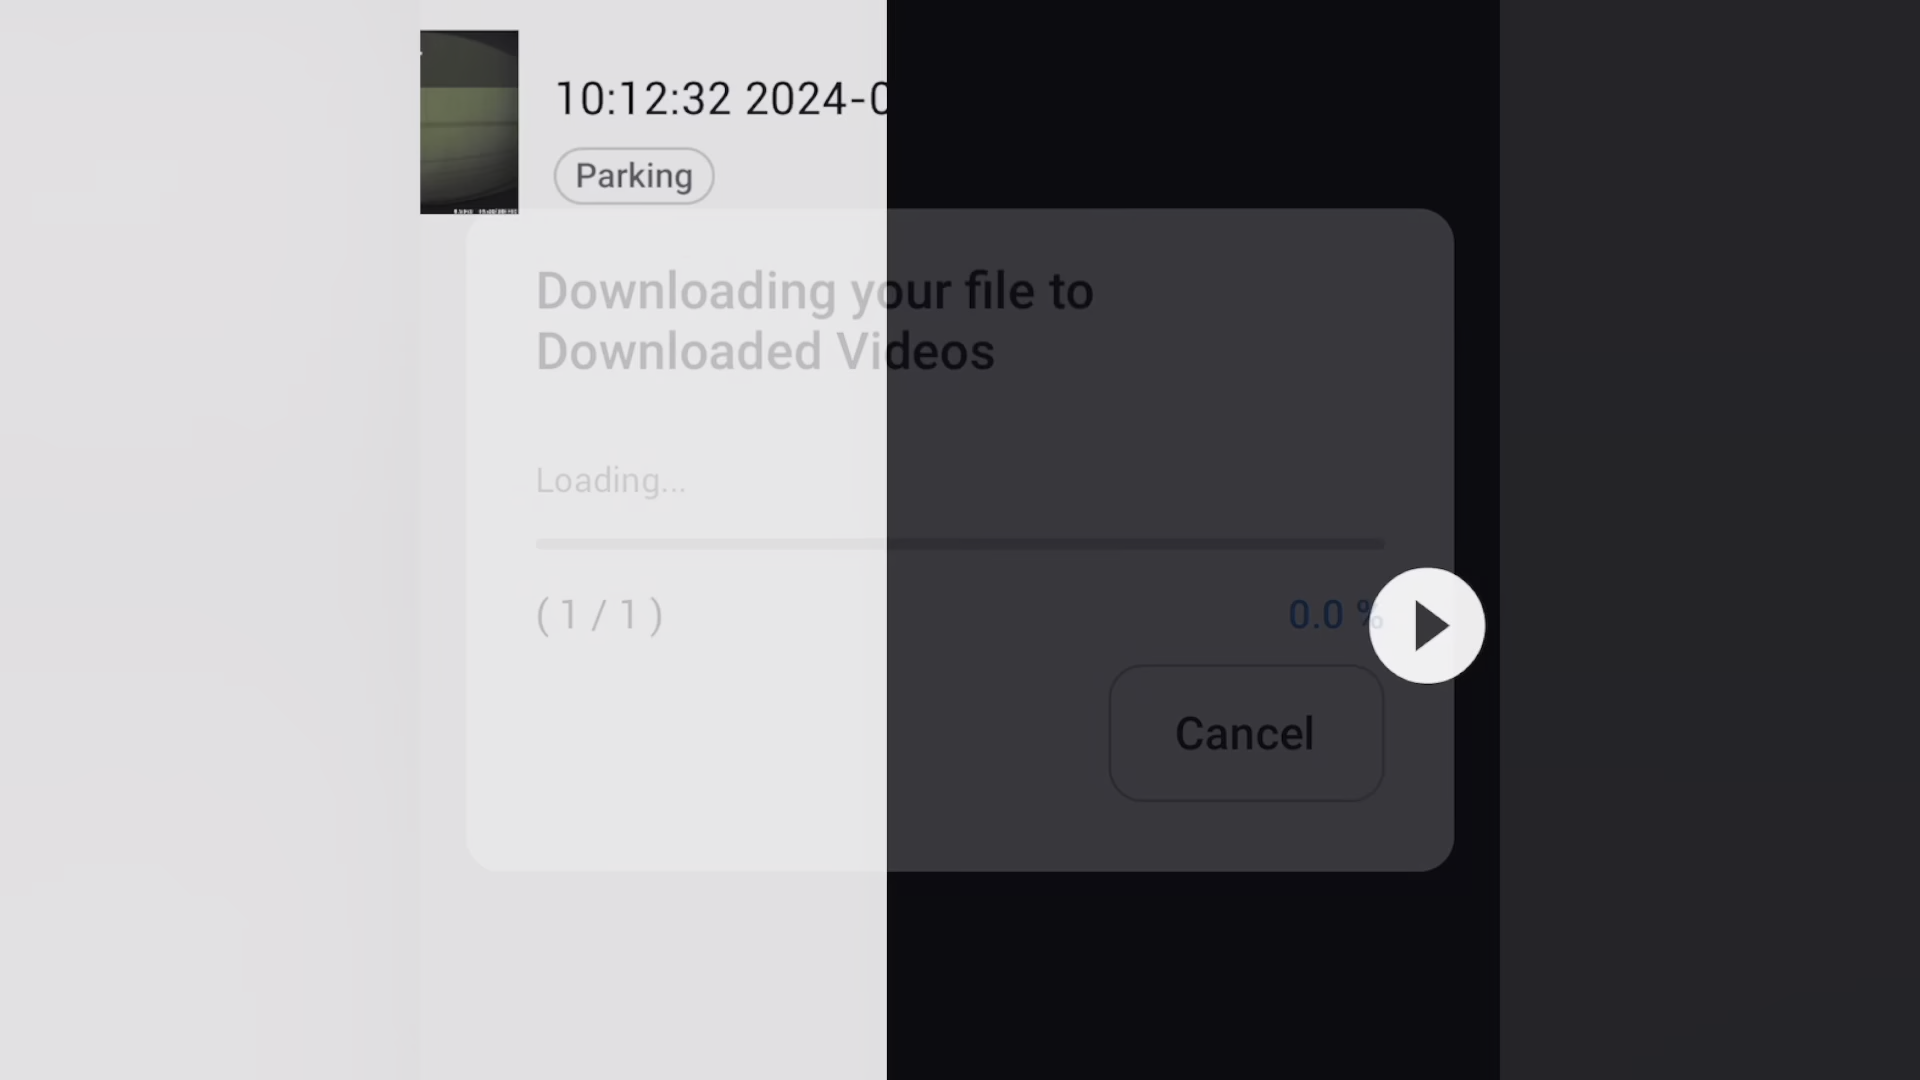 10:12:32 2024-0
Parking
Downloading your file to
Downloaded Videos
Loading...
( 1 / 1 )
0.0 %
Cancel